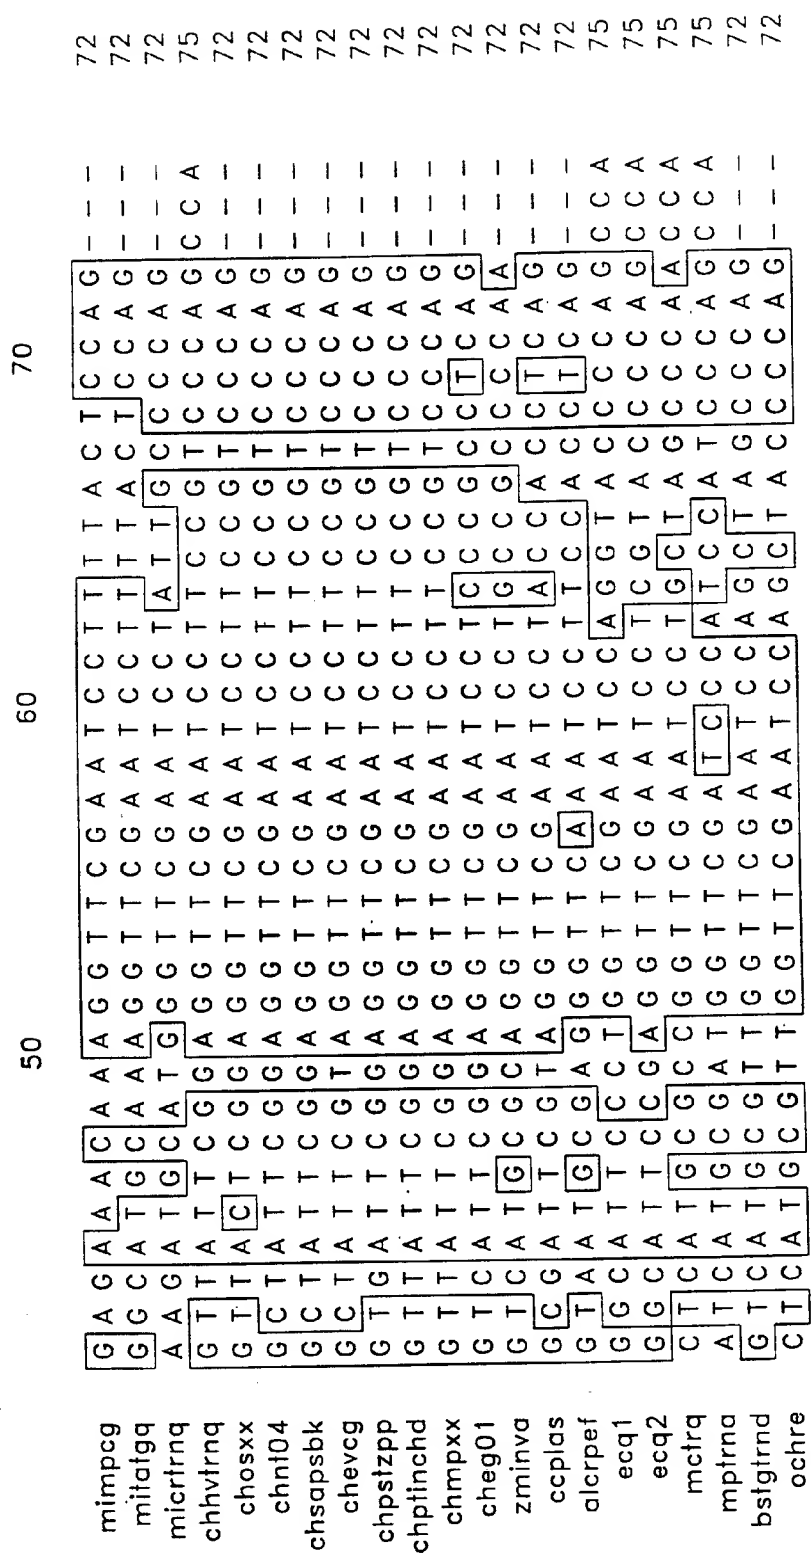 50 60 70
mimpcg G A G A A A C A A A G G T T C G A A T C C T T T T A C T C C A G - - - 72
mitatgq G G C A T G C A A A G G T T C G A A T C C T T T T A C T C C A G - - - 72
micrtrnq A A G A T G C A T G G G T T C G A A T C C T A T T G C C C C A G - - - 72
chhvtrnq G T T A T T C G G A G G T T C G A A T C C T T C C G T C C C A G C C A 75
chosxx G T T A C T C G G A G G T T C G A A T C C T T C C G T C C C A G - - - 72
chnt04 G C T A T T C G G A G G T T C G A A T C C T T C C G T C C C A G - - - 72
chsapsbk G C T A T T C G G A G G T T C G A A T C C T T C C G T C C C A G - - - 72
chevcg G C T A T T C G T A G G T T C G A A T C C T T C C G T C C C A G - - - 72
chpstzpp G T G A T T C G G A G G T T C G A A T C C T T C C G T C C C A G - - - 72
chptinchd G T T A T T C G G A G G T T C G A A T C C T T C C G T C C C A G - - - 72
chmpxx G T T A T T C G G A G G T T C G A A T C C T T C C G T C C C A G - - - 72
cheg01 G T C A T T C G G A G G T T C G A A T C C T C C C G C C T C A G - - - 72
zminva G T C A T G C G C A G G T T C G A A T C C T G C C G C C C C A A - - - 72
ccplas G C G A T T C G T A G G T T C G A A T C C T A C C A C C T C A G - - - 72
alcrpef G T A A T G C G A G G G T T C A A A T C C T T C C A C C T C A G - - - 72
ecq1 G G C A T T C C C T G G T T C G A A T C C A G G T A C C C C A G C C A 75
ecq2 G G C A T T C C G A G G T T C G A A T C C T C G T A C C C C A G C C A 75
mctrq C T C A T G C G C C G G T T C G A A T C C T G C T A G C C C A A C C A 75
mptrna A T C A T G C G A T G G T T C G A T C C C A T C C A T C C C A G C C A 75
bstgtrnd G T C A T G C G T T G G T T C G A A T C C A G C T A G C C C A G - - - 72
ochre C T C A T G C G T T G G T T C G A A T C C A G C T A C C C C A G - - - 72